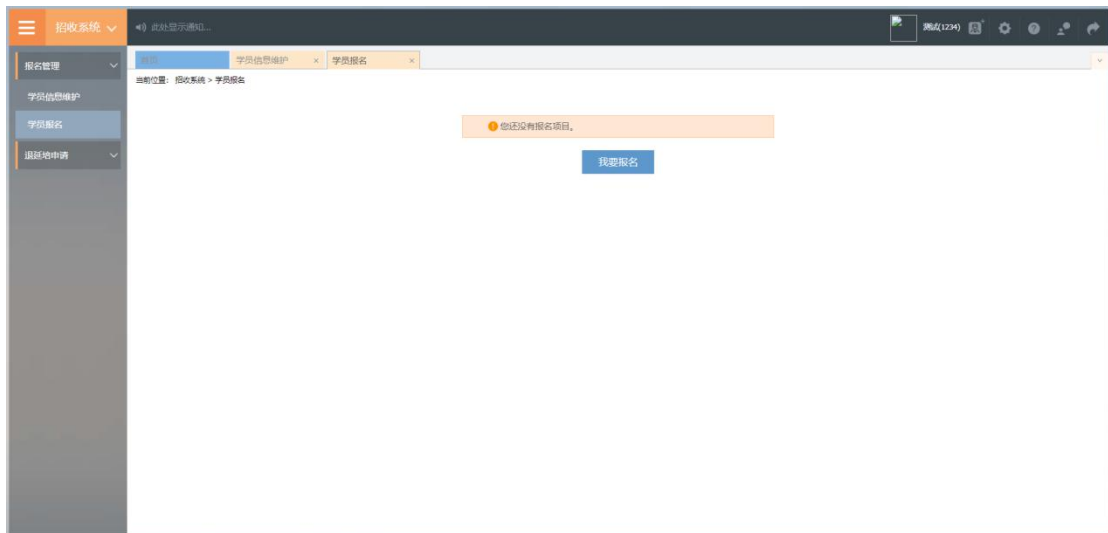 招收系统
此处显示通知...
测试(1234)
报名管理
学员信息维护
学员报名
退延培申请
首页
学员信息维护 ×
学员报名 ×
当前位置： 招收系统 > 学员报名
您还没有报名项目。
我要报名